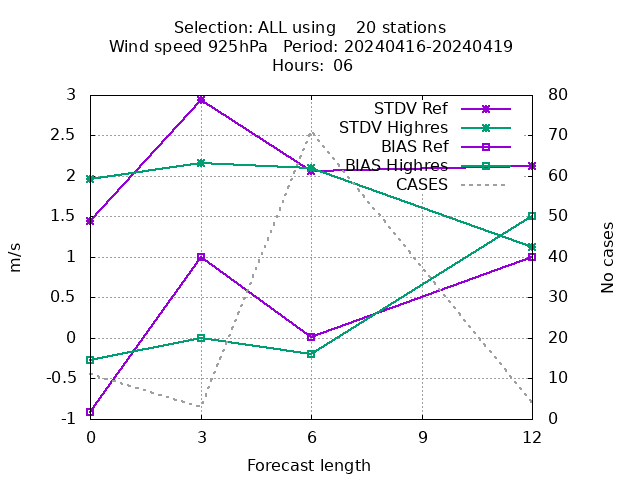 Selection: ALL using    20 stations
Wind speed 925hPa   Period: 20240416-20240419
Hours:  06
STDV Ref
STDV Highres
BIAS Ref
BIAS Highres
CASES
3
2.5
2
1.5
1
0.5
0
-0.5
-1
m/s
80
70
60
50
40
30
20
10
0
No cases
0 3 6 9 12
Forecast length